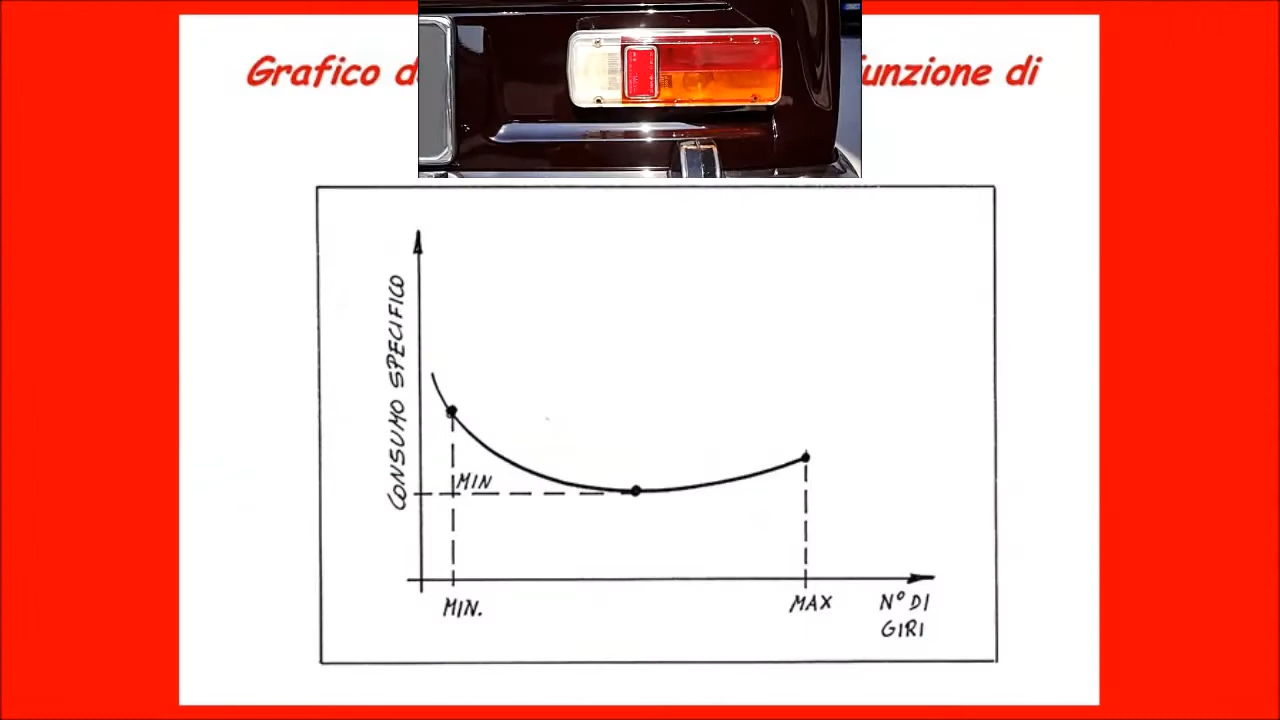 Grafico d
funzione di
CONSUMO SPECIFICO
MIN
MIN.
MAX
N° DI
GIRI